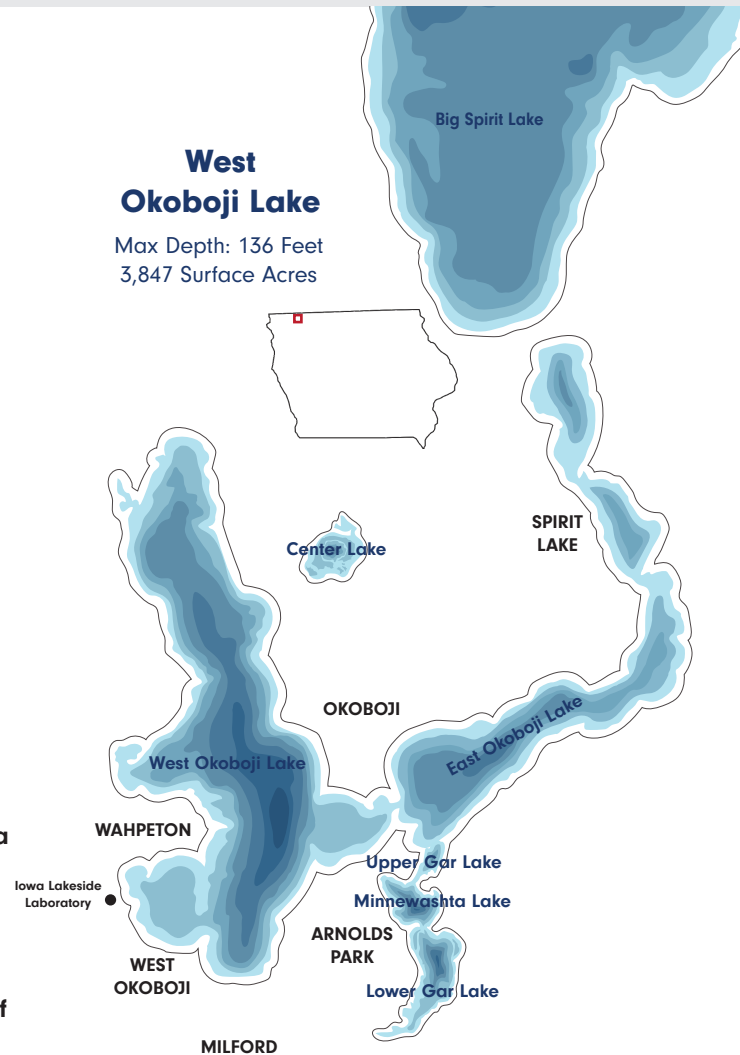 Big Spirit Lake
West
Okoboji Lake
Max Depth: 136 Feet
3,847 Surface Acres
SPIRIT
LAKE
Center Lake
OKOBOJI
East Okoboji Lake
West Okoboji Lake
WAHPETON
a
Upper Gar Lake
Iowa Lakeside
Laboratory
Minnewashta Lake
ARNOLDS
PARK
WEST
OKOBOJI
Lower Gar Lake
f
MILFORD